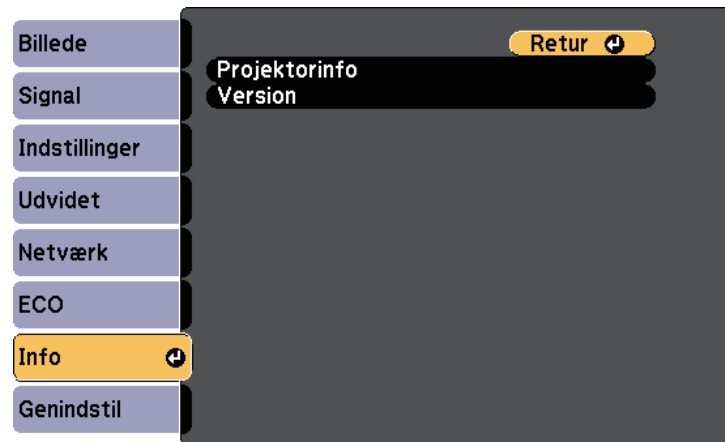 Billede
Signal
Indstillinger
Udvidet
Netværk
ECO
Info
Genindstil
Retur
Projektorinfo
Version